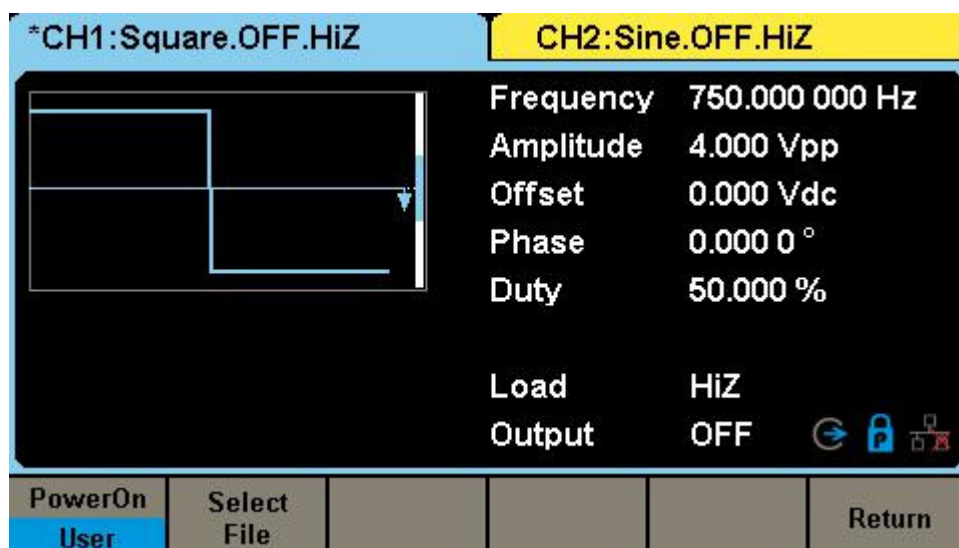 *CH1:Square.OFF.HiZ
CH2:Sine.OFF.HiZ
Frequency 750.000 000 Hz
Amplitude 4.000 Vpp
Offset 0.000 Vdc
Phase 0.000 0 °
Duty 50.000 %
Load HiZ
Output OFF
P
PowerOn
User
Select
File
Return